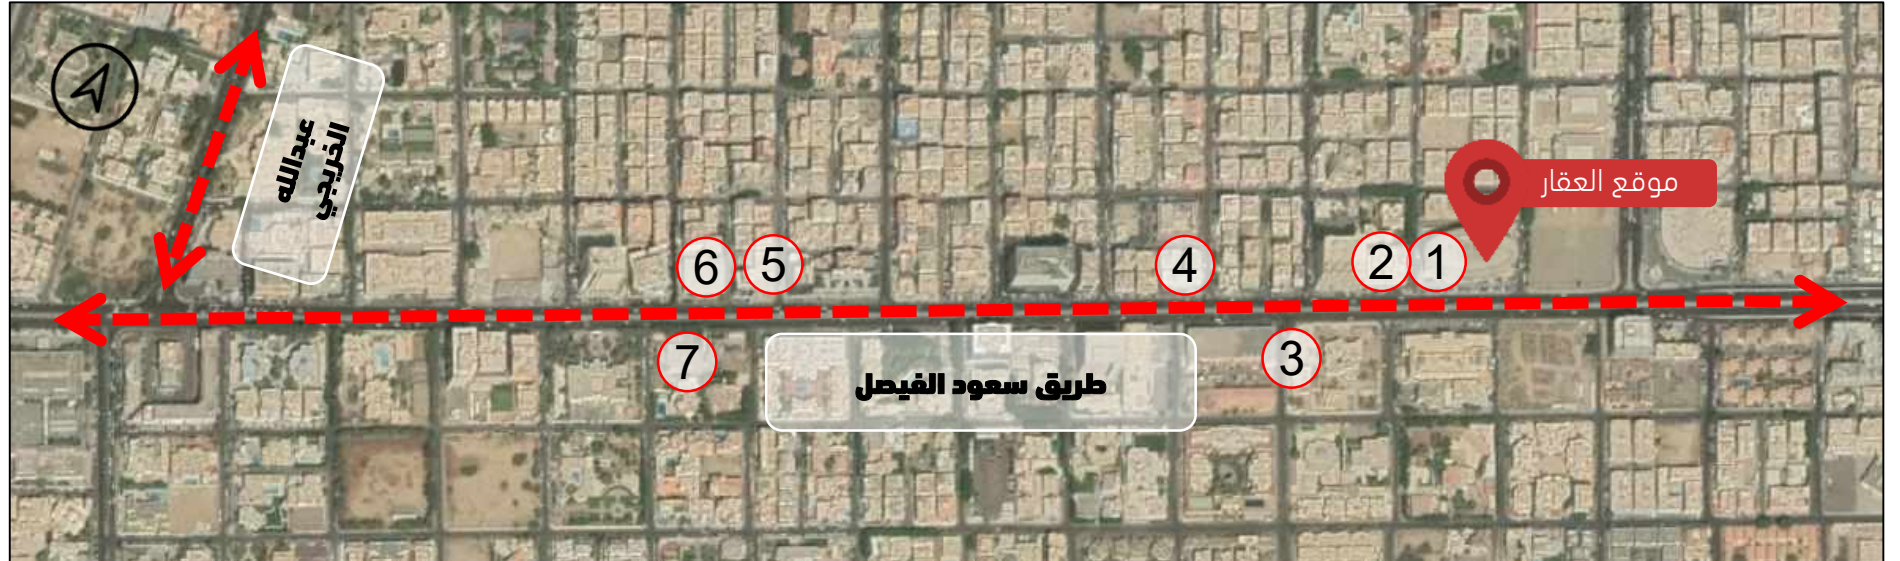 عبدالله
الخريجي
موقع العقار
6 5 4 2 1
7 3
طريق سعود الفيصل